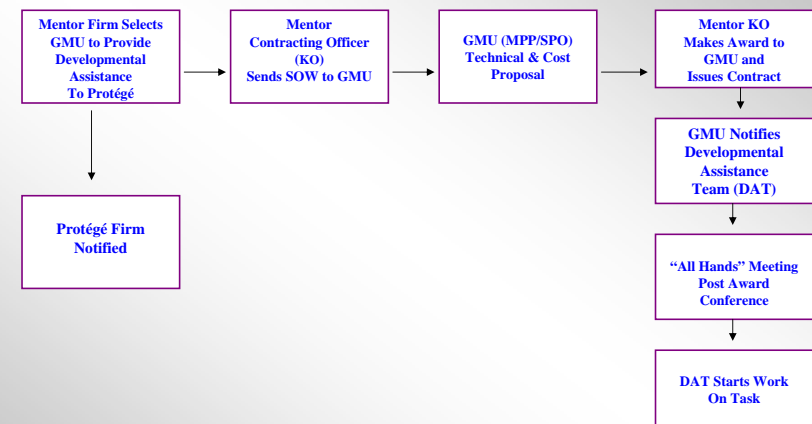 Mentor Firm Selects
GMU to Provide
Developmental
Assistance
To Protégé
Mentor
Contracting Officer
(KO)
Sends SOW to GMU
GMU (MPP/SPO)
Technical & Cost
Proposal
Mentor KO
Makes Award to
GMU and
Issues Contract
GMU Notifies
Developmental
Assistance
Team (DAT)
Protégé Firm
Notified
“All Hands” Meeting
Post Award
Conference
DAT Starts Work
On Task